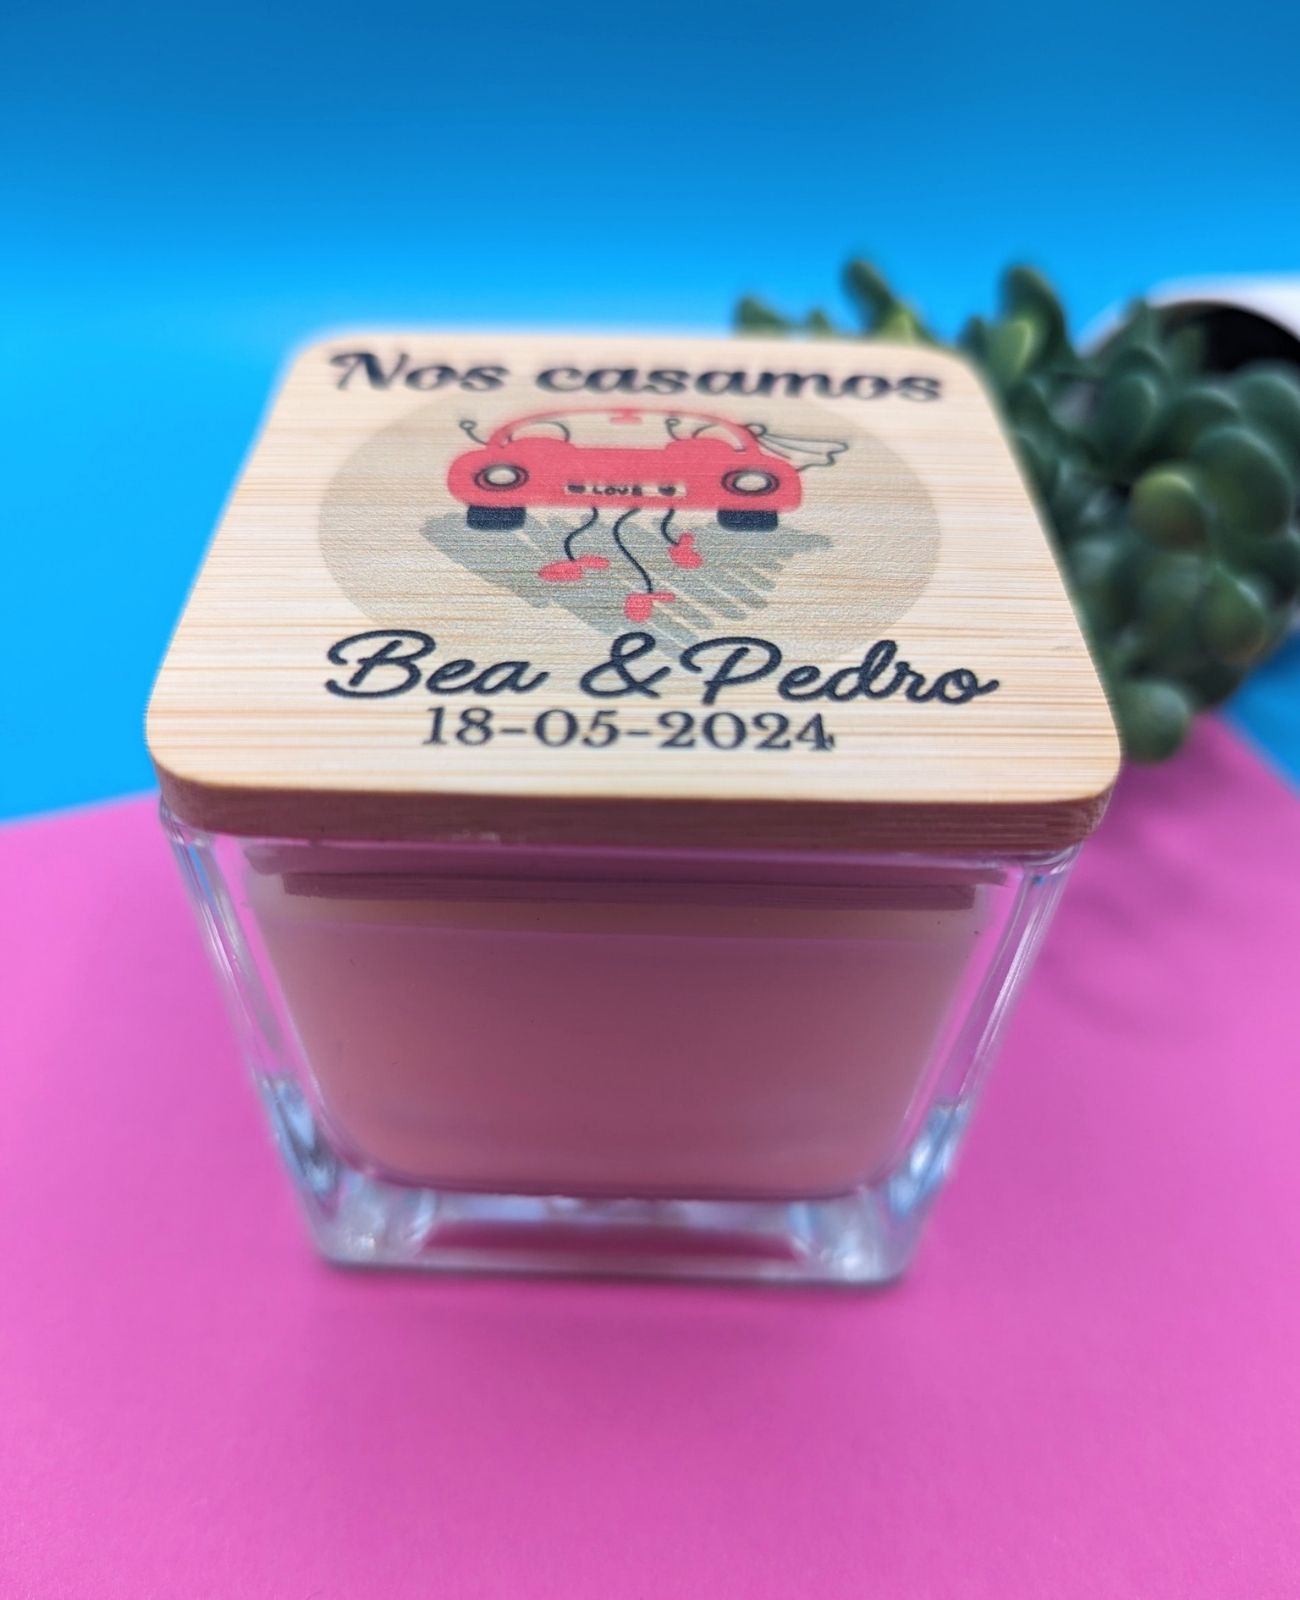 Nos casamos
LOVE
Bea & Pedro
18-05-2024